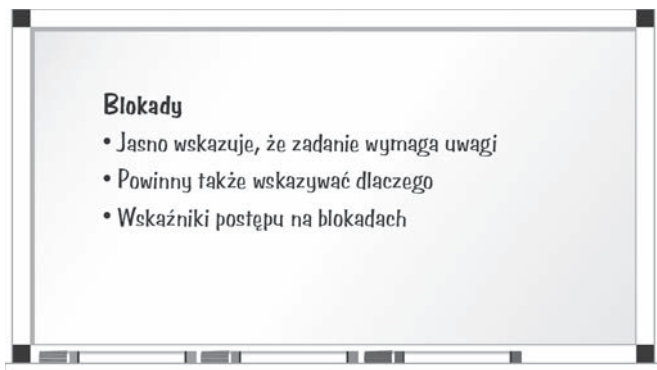 Blokady
• Jasno wskazuje, że zadanie wymaga uwagi
• Powinny także wskazywać dlaczego
• Wskaźniki postępu na blokadach